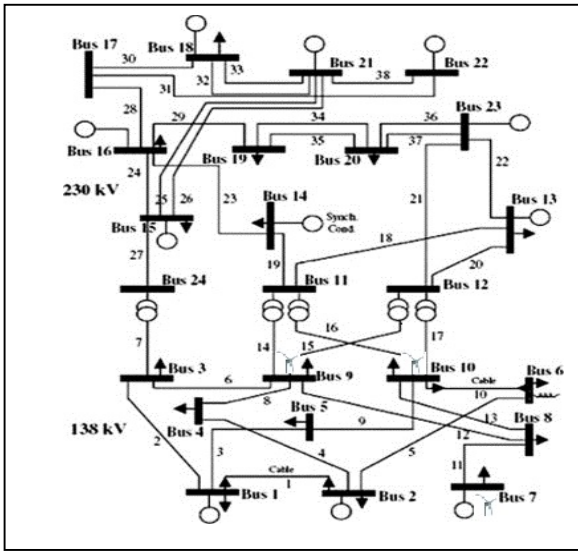 Bus 17
Bus 18
Bus 21
Bus 22
30
33
32
31
38
28
29
34
36
Bus 23
35
37
Bus 16
Bus 19
Bus 20
24
22
230 kV
25
26
23
Bus 14
21
Bus 13
Bus 15
Synch.
Cond.
18
27
19
20
Bus 24
Bus 11
Bus 12
16
7
14
15
17
Bus 3
Bus 9
Bus 10
Bus 6
6
Cable
8
10
Bus 5
13
Bus 8
138 kV
Bus 4
2
9
12
3
4
5
11
Cable
1
Bus 7
Bus 1
Bus 2